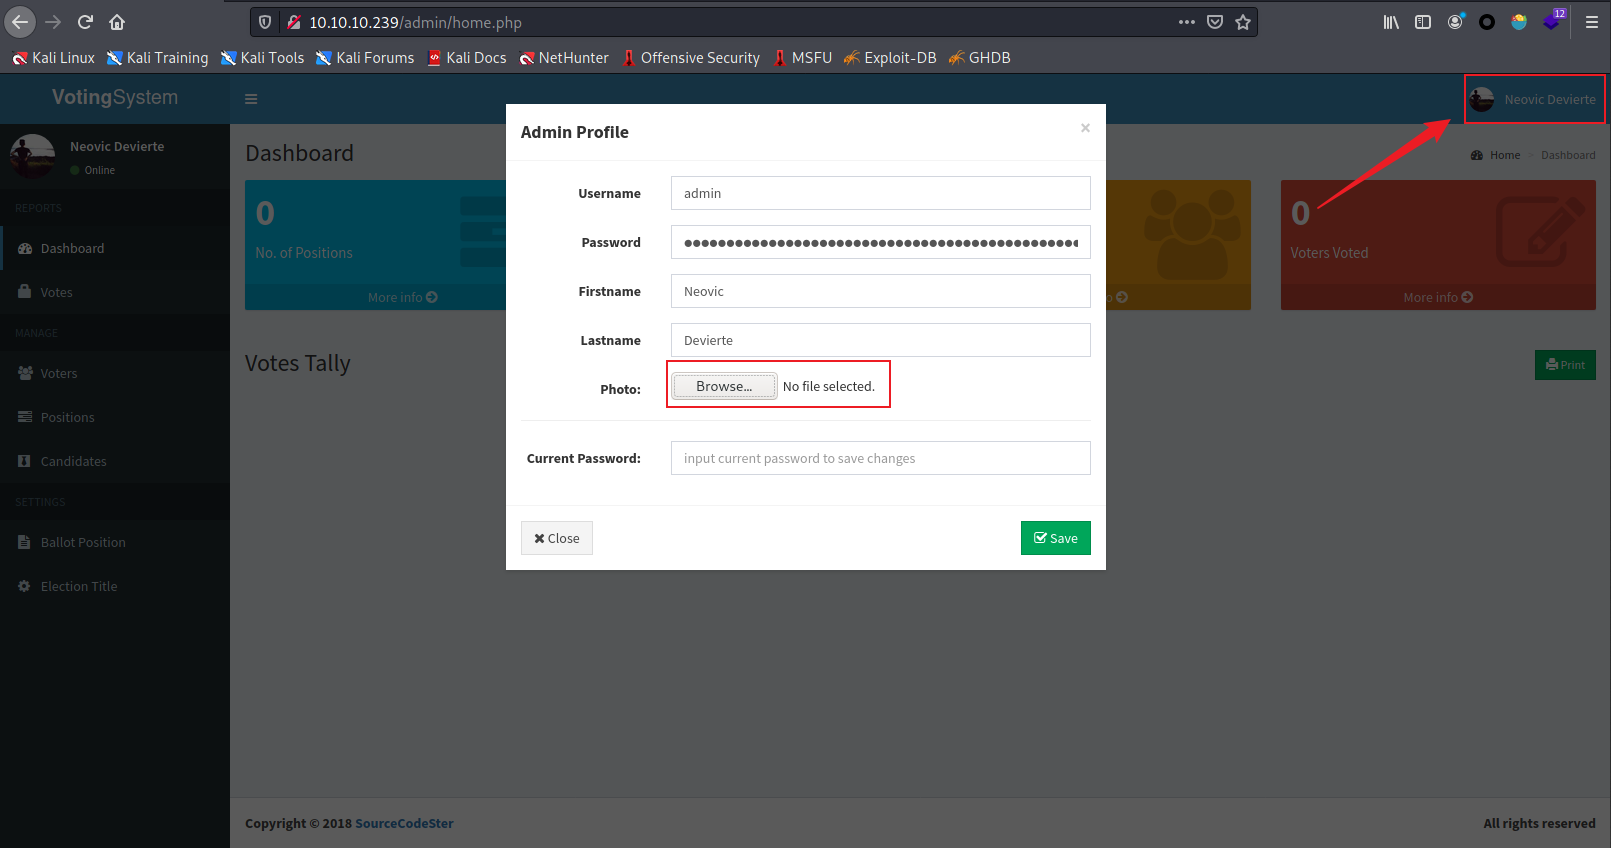 10.10.10.239/admin/home.php
12
Kali Linux Kali Training Kali Tools Kali Forums Kali Docs NetHunter Offensive Security MSFU Exploit-DB GHDB
VotingSystem
Neovic Devierte
Neovic Devierte
Online
REPORTS
Dashboard
Votes
MANAGE
Voters
Positions
Candidates
SETTINGS
Ballot Position
Election Title
Dashboard
Home > Dashboard
0
No. of Positions
More info
0
Voters Voted
More info
Votes Tally
Print
Admin Profile
×
Username admin
Password ●●●●●●●●●●●●●●●●●●●●●●●●●●●●●●●●●●●●●●●●●●●●●●●
Firstname Neovic
Lastname Devierte
Photo: Browse... No file selected.
Current Password: input current password to save changes
Close Save
Copyright © 2018 SourceCodeSter
All rights reserved